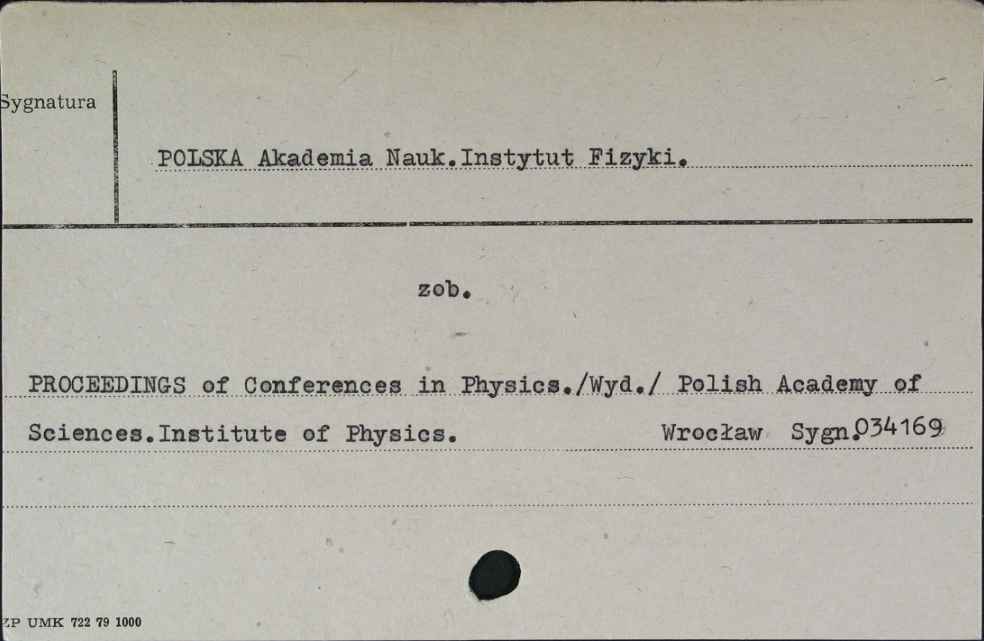 Sygnatura
POLSKA Akademia Nauk.Instytut Fizyki.
zob.
PROCEEDINGS of Conferences in Physics./Wyd./ Polish Academy of
Sciences.Institute of Physics. Wrocław Sygn.034169
ZP UMK 722 79 1000